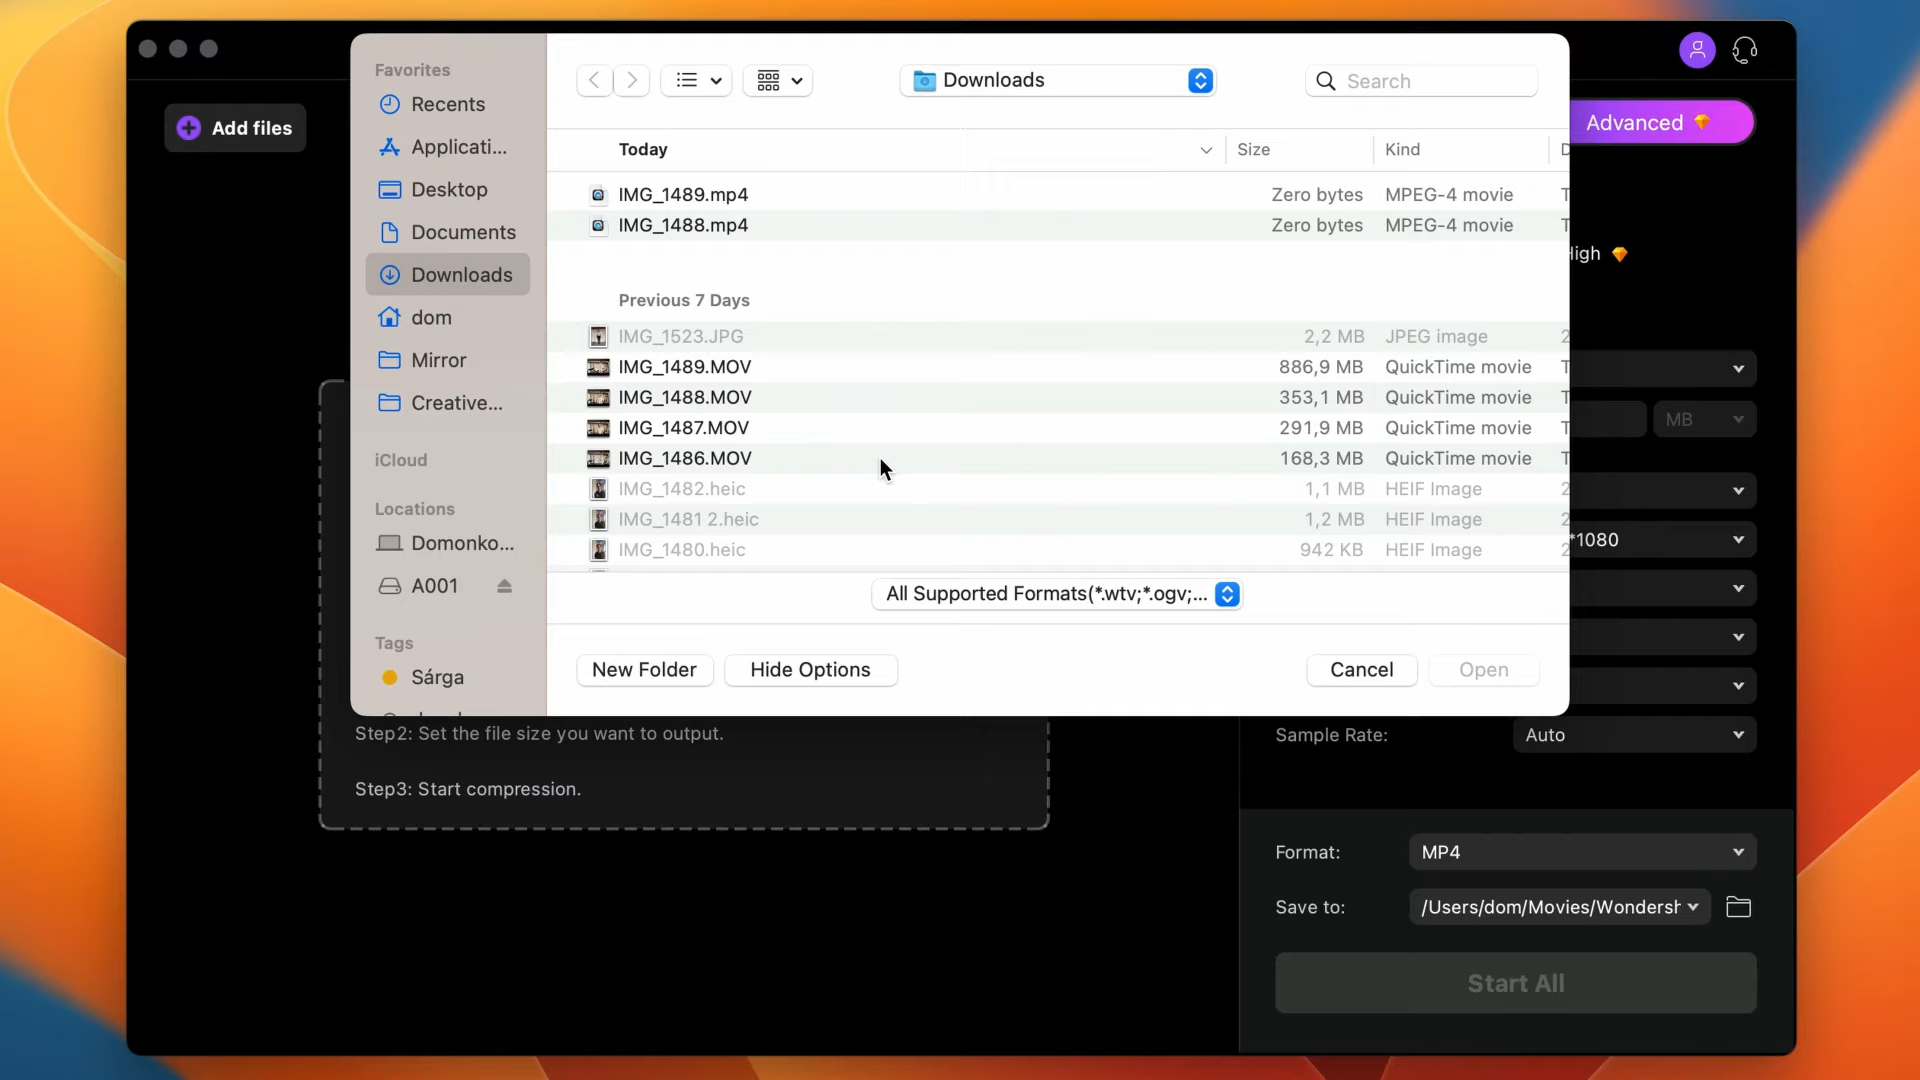 Favorites
Recents
Applicati...
Desktop
Documents
Downloads
dom
Mirror
Creative...
iCloud
Locations
Domonko...
A001
Tags
Sárga
Downloads
Search
Today Size Kind
IMG_1489.mp4 Zero bytes MPEG-4 movie
IMG_1488.mp4 Zero bytes MPEG-4 movie
Previous 7 Days
IMG_1523.JPG 2,2 MB JPEG image
IMG_1489.MOV 886,9 MB QuickTime movie
IMG_1488.MOV 353,1 MB QuickTime movie
IMG_1487.MOV 291,9 MB QuickTime movie
IMG_1486.MOV 168,3 MB QuickTime movie
IMG_1482.heic 1,1 MB HEIF Image
IMG_1481 2.heic 1,2 MB HEIF Image
IMG_1480.heic 942 KB HEIF Image
All Supported Formats(*.wtv;*.ogv;...
New Folder Hide Options Cancel Open
Add files
Step2: Set the file size you want to output.
Step3: Start compression.
Advanced
MB
*1080
Sample Rate: Auto
Format: MP4
Save to: /Users/dom/Movies/Wondersh
Start All